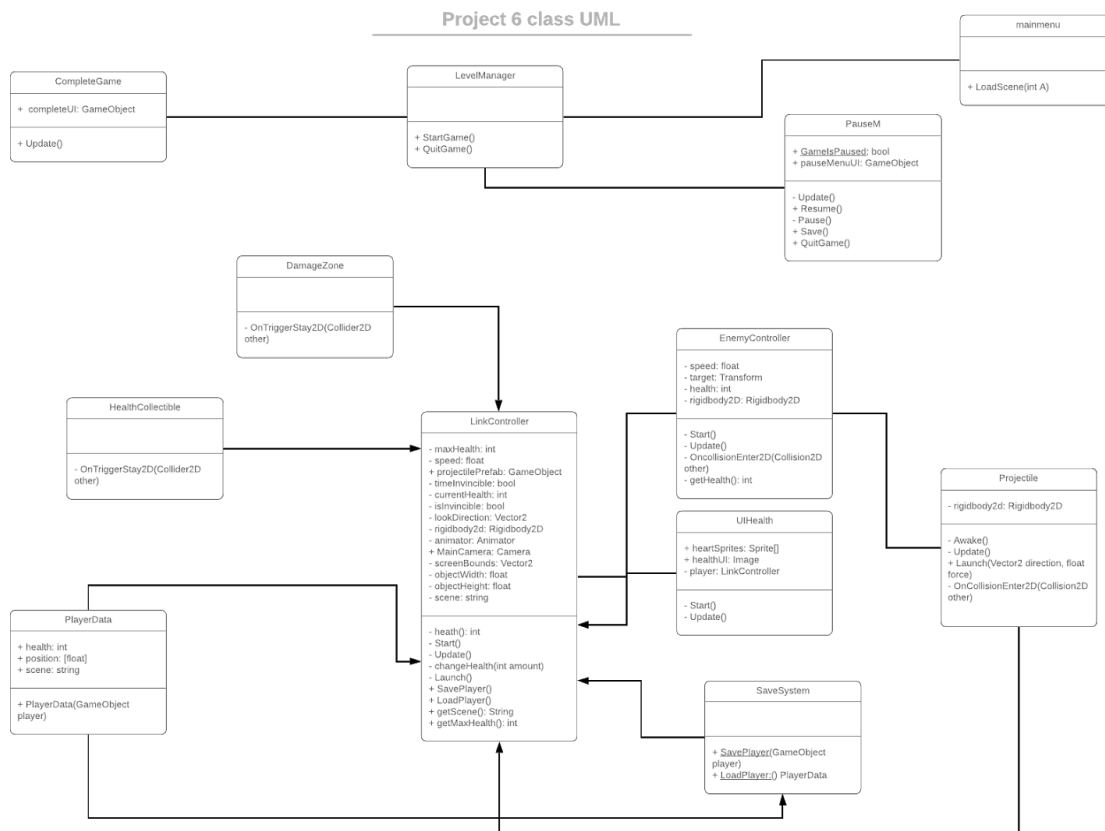 Project 6 class UML
mainmenu
+ LoadScene(int A)
CompleteGame
+ completeUI: GameObject
+ Update()
LevelManager
+ StartGame()
+ QuitGame()
PauseM
+ GameIsPaused: bool
+ pauseMenuUI: GameObject
- Update()
+ Resume()
- Pause()
+ Save()
+ QuitGame()
DamageZone
- OnTriggerStay2D(Collider2D
other)
HealthCollectible
- OnTriggerStay2D(Collider2D
other)
LinkController
- maxHealth: int
- speed: float
+ projectilePrefab: GameObject
- timeInvincible: bool
- currentHealth: int
- isInvincible: bool
- lookDirection: Vector2
- rigidbody2d: Rigidbody2D
- animator: Animator
+ MainCamera: Camera
- screenBounds: Vector2
- objectWidth: float
- objectHeight: float
- scene: string
- heath(): int
- Start()
- Update()
- changeHealth(int amount)
- Launch()
+ SavePlayer()
+ LoadPlayer()
+ getScene(): String
+ getMaxHealth(): int
EnemyController
- speed: float
- target: Transform
- health: int
- rigidbody2D: Rigidbody2D
- Start()
- Update()
- OncollisionEnter2D(Collision2D
other)
- getHealth(): int
UIHealth
+ heartSprites: Sprite[]
+ healthUI: Image
- player: LinkController
- Start()
- Update()
Projectile
- rigidbody2d: Rigidbody2D
- Awake()
- Update()
+ Launch(Vector2 direction, float
force)
- OnCollisionEnter2D(Collision2D
other)
PlayerData
+ health: int
+ position: [float]
+ scene: string
+ PlayerData(GameObject
player)
SaveSystem
+ SavePlayer(GameObject
player)
+ LoadPlayer:() PlayerData